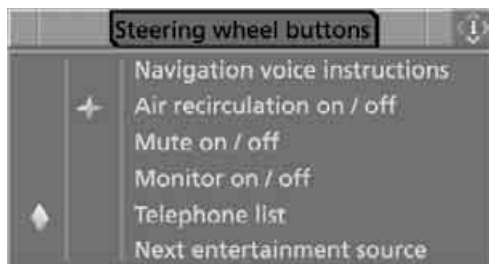 Steering wheel buttons
Navigation voice instructions
Air recirculation on / off
Mute on / off
Monitor on / off
Telephone list
Next entertainment source